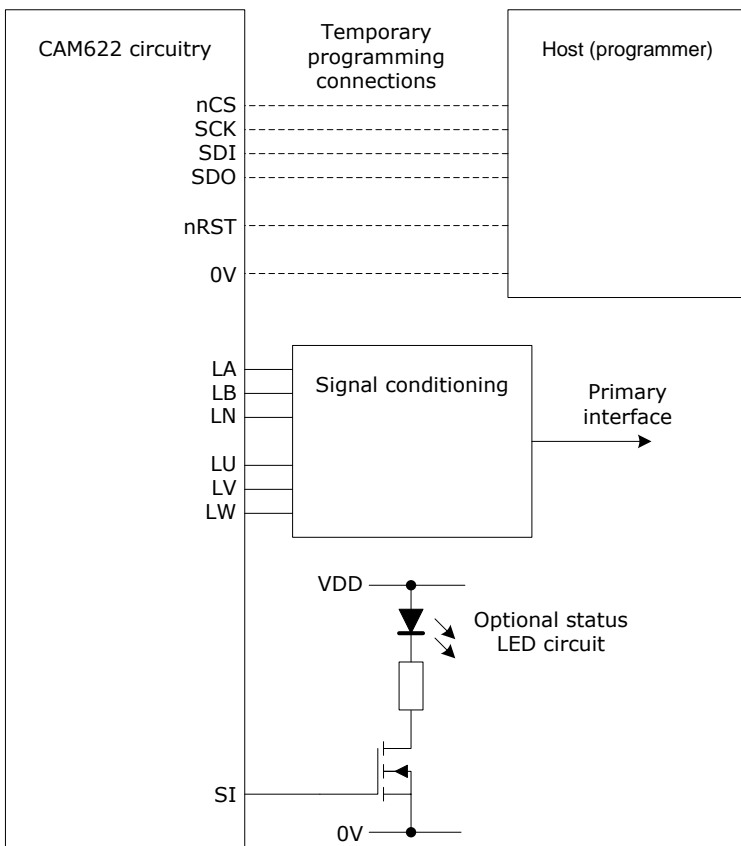 CAM622 circuitry
Temporary
programming
connections
Host (programmer)
nCS
SCK
SDI
SDO
nRST
0V
LA
LB
LN
LU
LV
LW
Signal conditioning
Primary
interface
VDD
Optional status
LED circuit
SI
0V